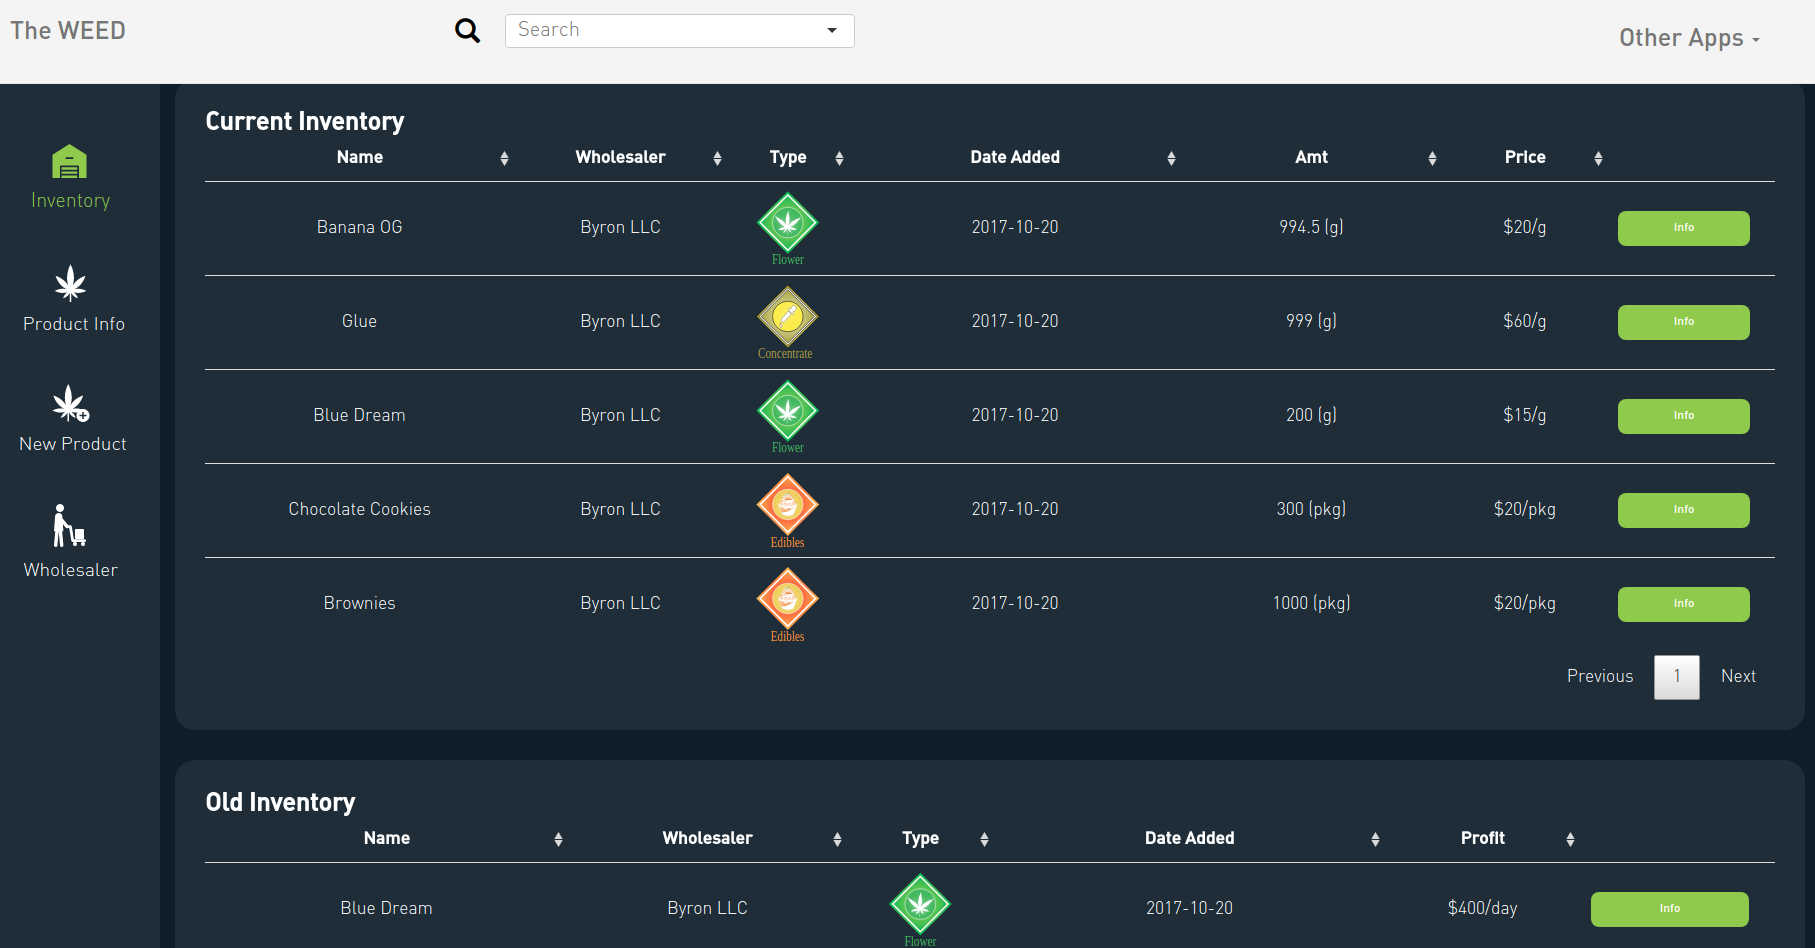 The WEED
Search
Other Apps
Inventory
Product Info
New Product
Wholesaler
Current Inventory
Name Wholesaler Type Date Added Amt Price
Banana OG Byron LLC Flower 2017-10-20 994.5 (g) $20/g Info
Glue Byron LLC Concentrate 2017-10-20 999 (g) $60/g Info
Blue Dream Byron LLC Flower 2017-10-20 200 (g) $15/g Info
Chocolate Cookies Byron LLC Edibles 2017-10-20 300 (pkg) $20/pkg Info
Brownies Byron LLC Edibles 2017-10-20 1000 (pkg) $20/pkg Info
Previous 1 Next
Old Inventory
Name Wholesaler Type Date Added Profit
Blue Dream Byron LLC Flower 2017-10-20 $400/day Info